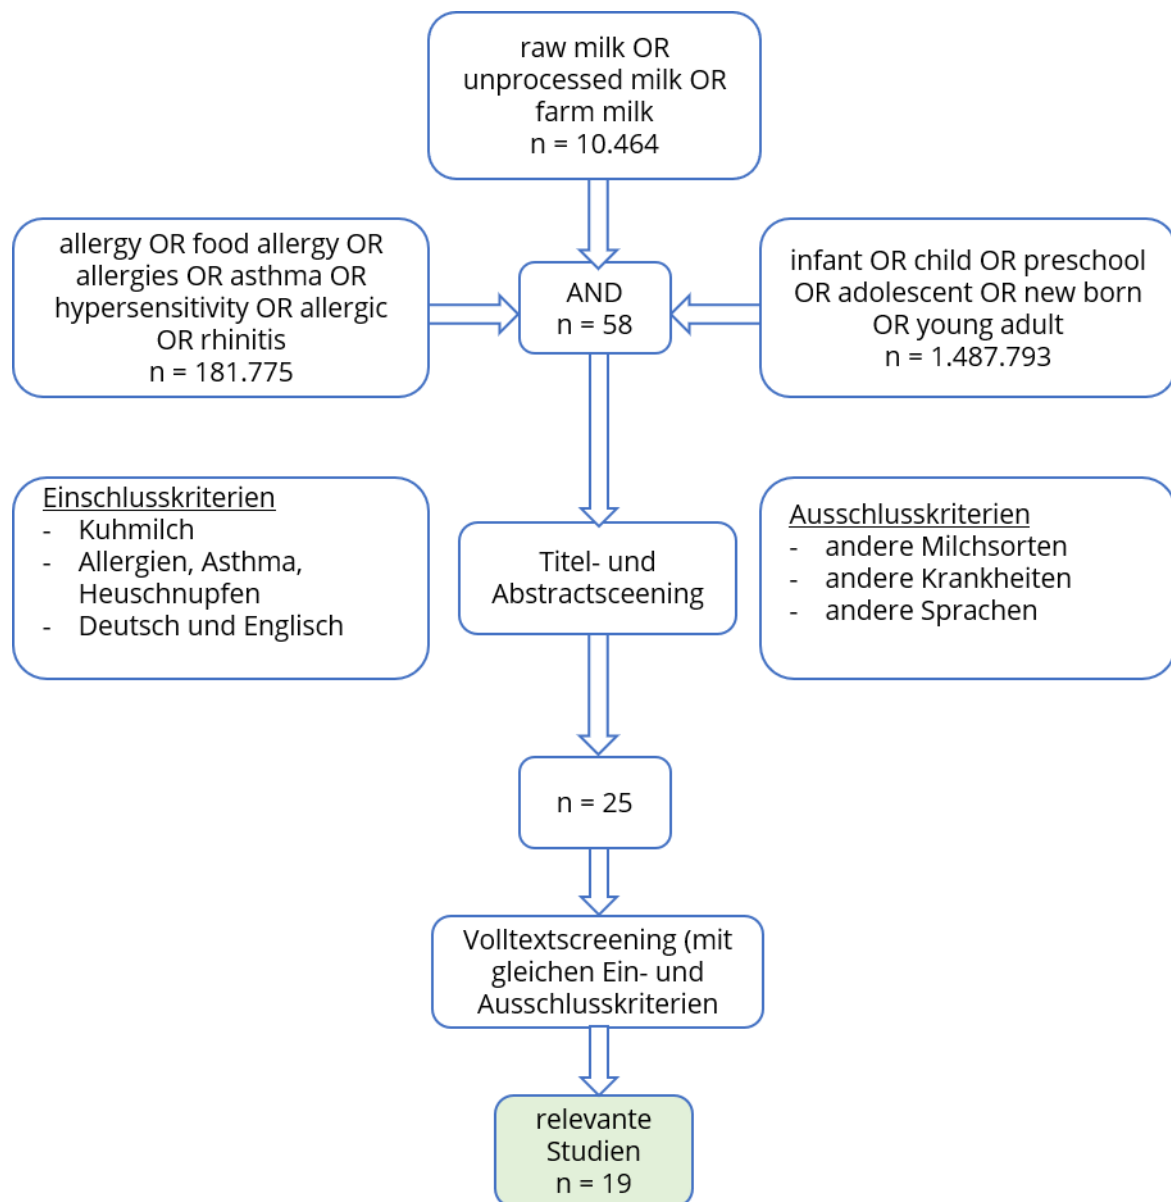 raw milk OR
unprocessed milk OR
farm milk
n = 10.464
allergy OR food allergy OR
allergies OR asthma OR
hypersensitivity OR allergic
OR rhinitis
n = 181.775
AND
n = 58
infant OR child OR preschool
OR adolescent OR new born
OR young adult
n = 1.487.793
Einschlusskriterien
- Kuhmilch
- Allergien, Asthma,
Heuschnupfen
- Deutsch und Englisch
Titel- und
Abstractsceening
Ausschlusskriterien
- andere Milchsorten
- andere Krankheiten
- andere Sprachen
n = 25
Volltextscreening (mit
gleichen Ein- und
Ausschlusskriterien
relevante
Studien
n = 19